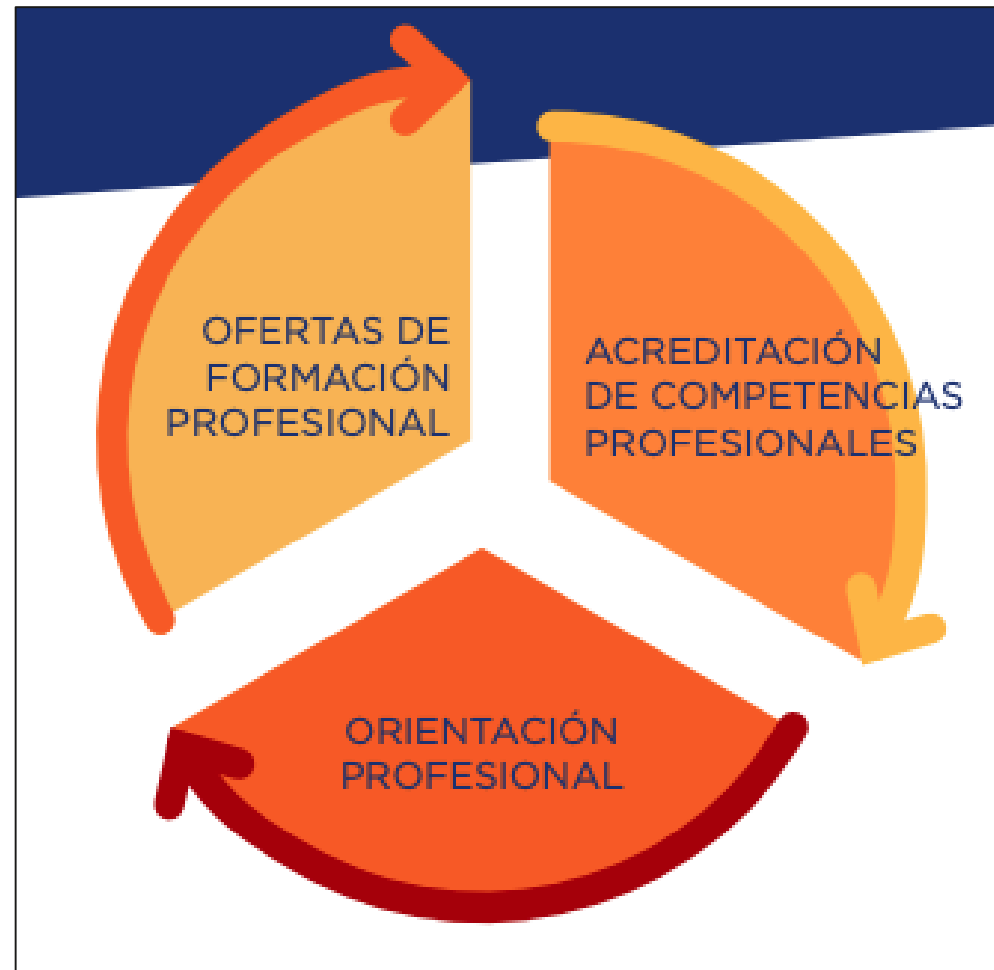 OFERTAS DE
FORMACIÓN
PROFESIONAL
ACREDITACIÓN
DE COMPETENCIAS
PROFESIONALES
ORIENTACIÓN
PROFESIONAL